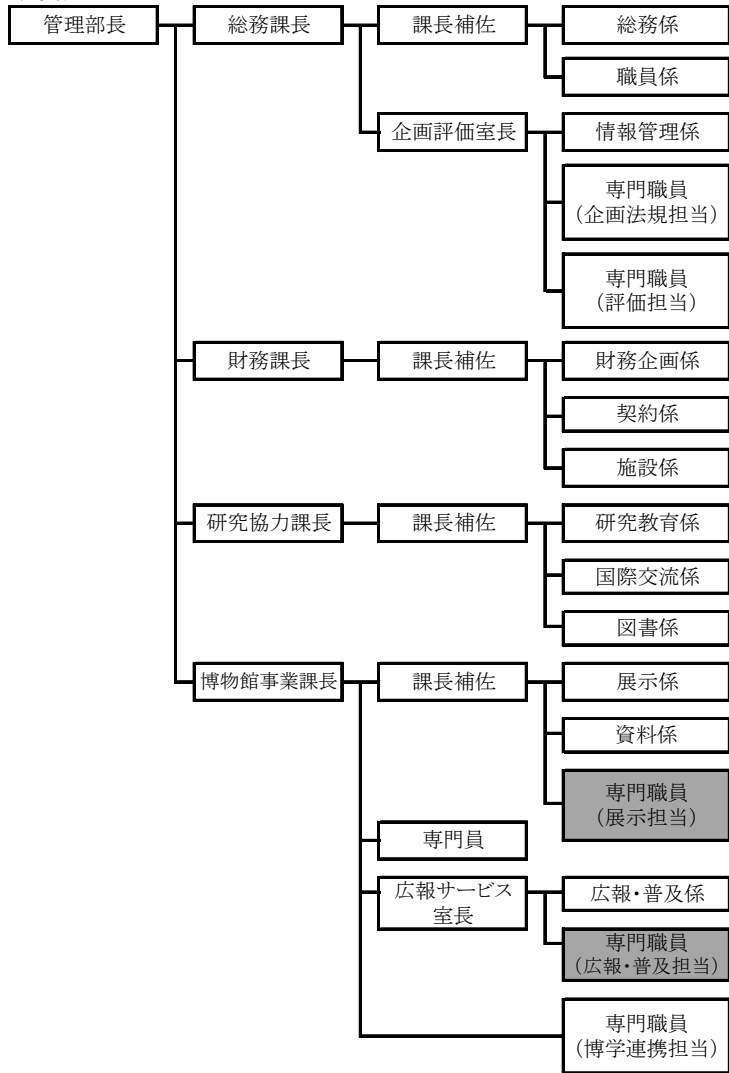 管理部長
総務課長
課長補佐
総務係
職員係
企画評価室長
情報管理係
専門職員
（企画法規担当）
専門職員
（評価担当）
財務課長
課長補佐
財務企画係
契約係
施設係
研究協力課長
課長補佐
研究教育係
国際交流係
図書係
博物館事業課長
課長補佐
展示係
資料係
専門職員
（展示担当）
専門員
広報サービス
室長
広報・普及係
専門職員
（広報・普及担当）
専門職員
（博学連携担当）